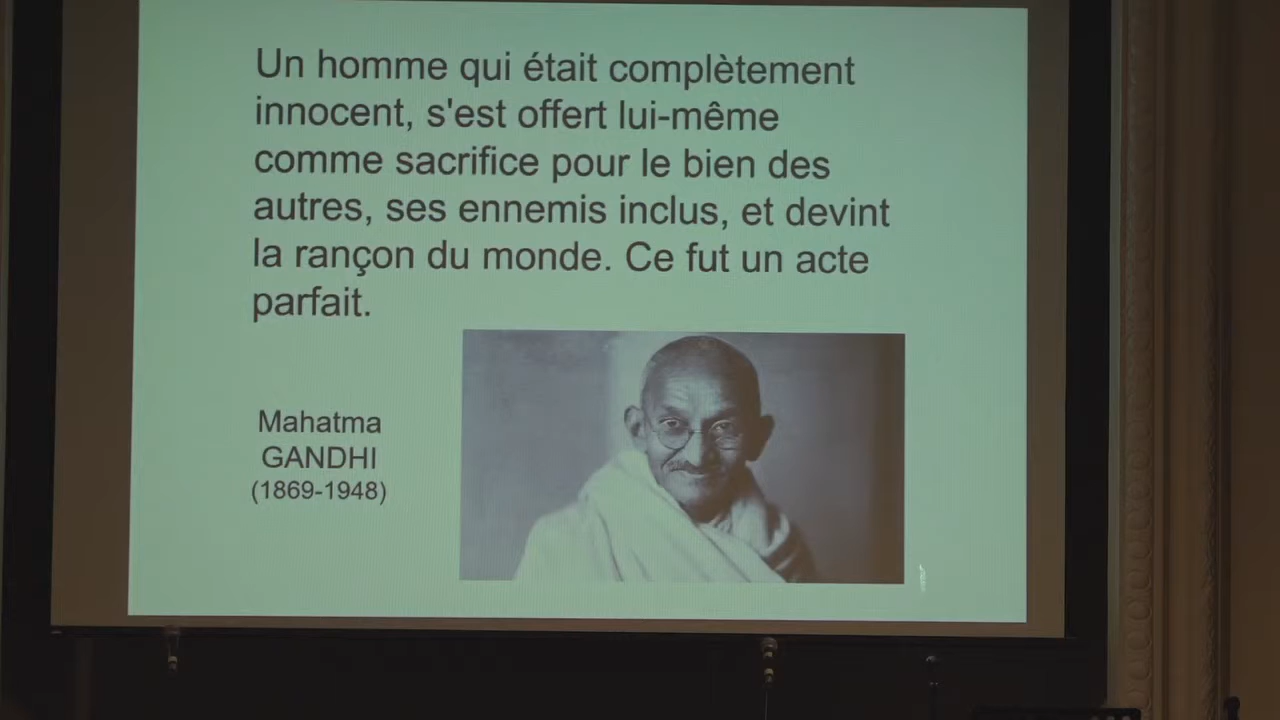 Un homme qui était complètement
innocent, s'est offert lui-même
comme sacrifice pour le bien des
autres, ses ennemis inclus, et devint
la rançon du monde. Ce fut un acte
parfait.
Mahatma
GANDHI
(1869-1948)